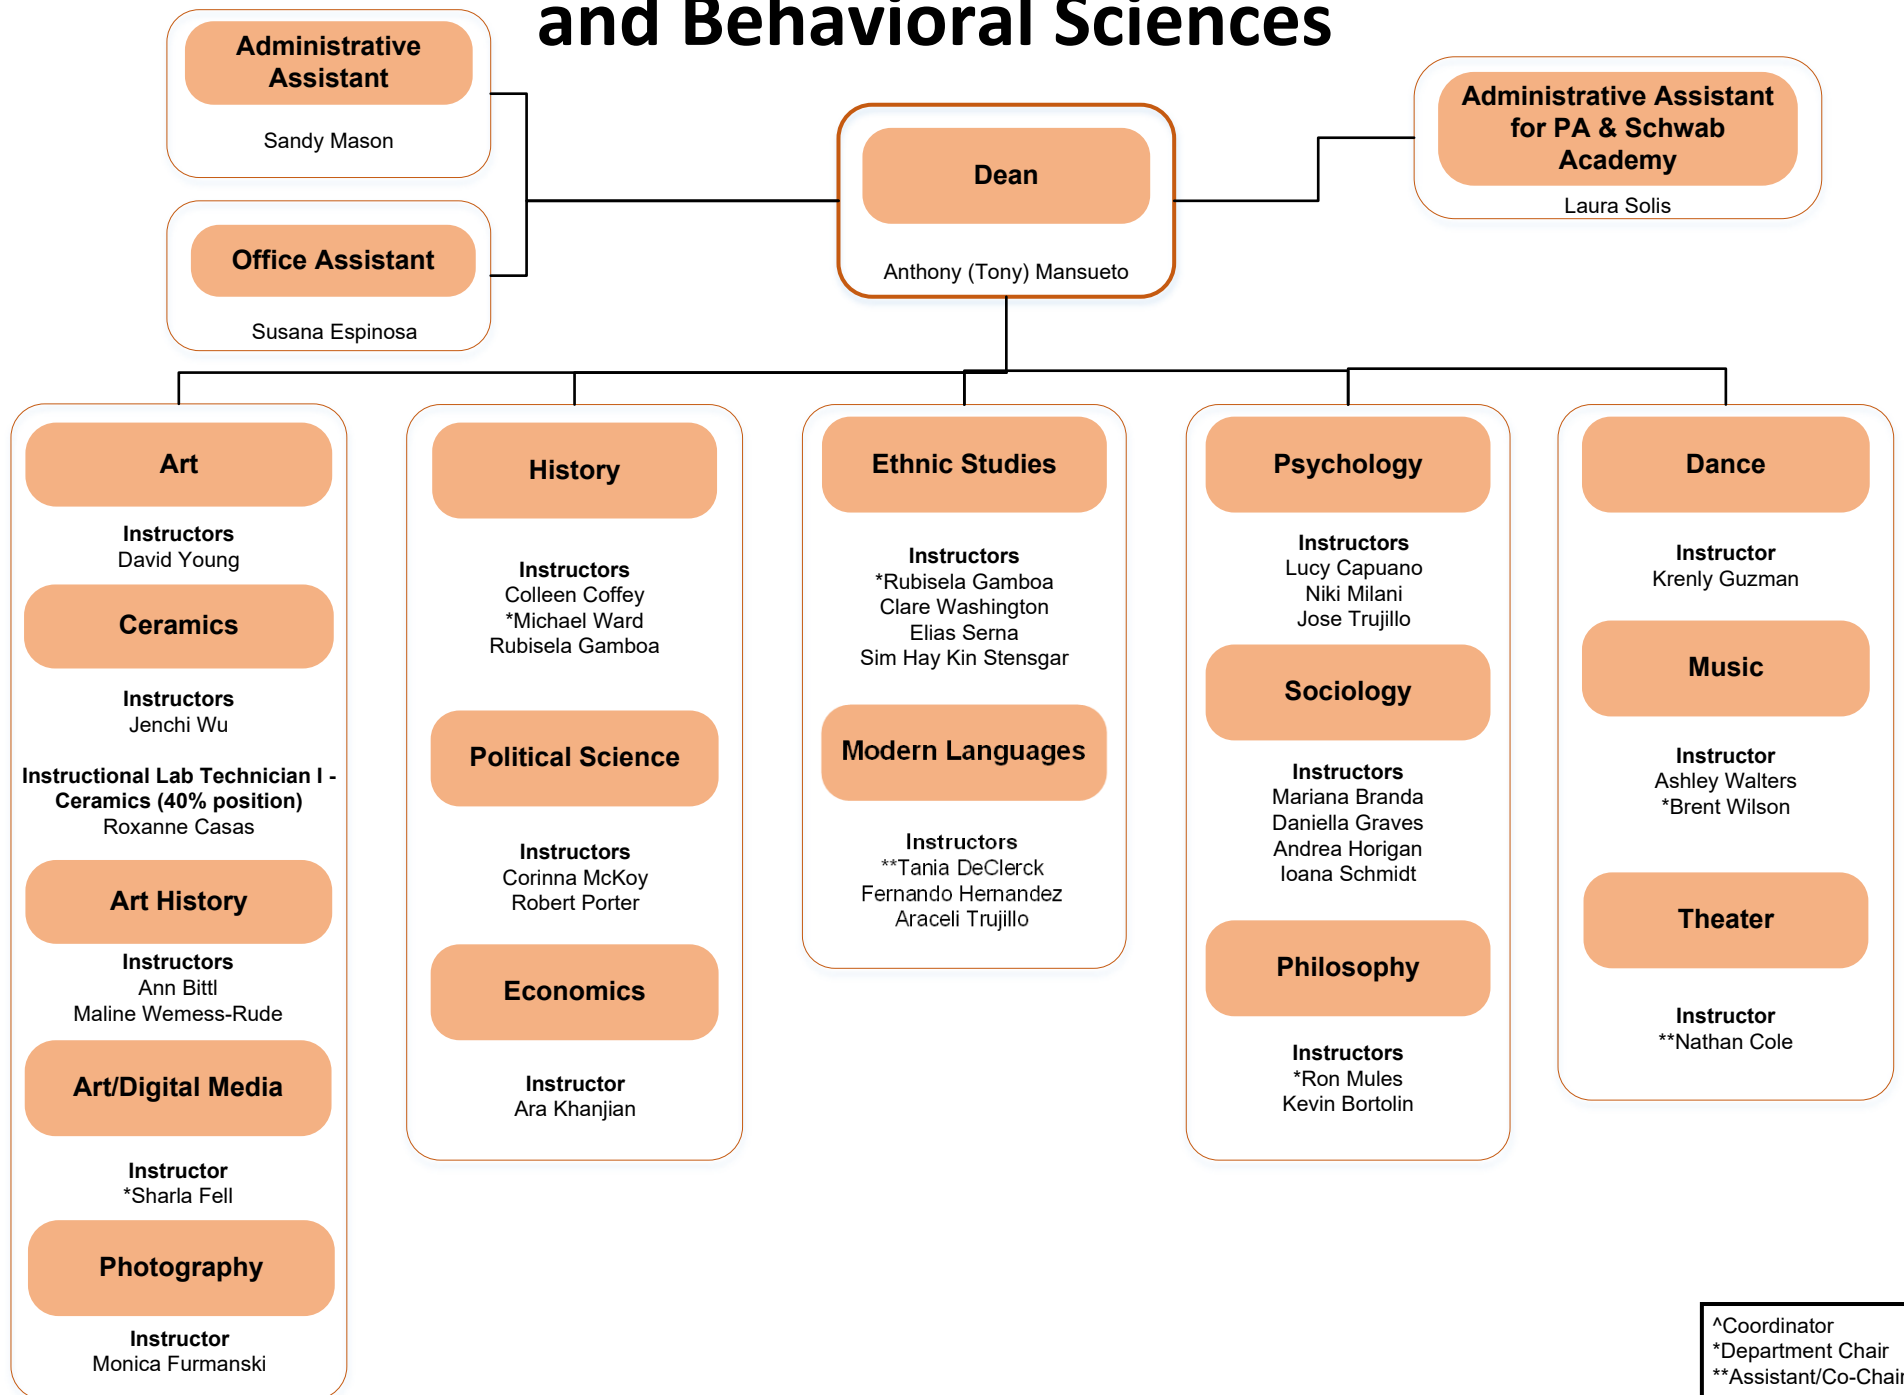 and Behavioral Sciences
Administrative
Assistant
Sandy Mason
Office Assistant
Susana Espinosa
Dean
Anthony (Tony) Mansueto
Administrative Assistant
for PA & Schwab
Academy
Laura Solis
Art
Instructors
David Young
Ceramics
Instructors
Jenchi Wu
Instructional Lab Technician I -
Ceramics (40% position)
Roxanne Casas
Art History
Instructors
Ann Bittl
Maline Wemess-Rude
Art/Digital Media
Instructor
*Sharla Fell
Photography
Instructor
Monica Furmanski
History
Instructors
Colleen Coffey
*Michael Ward
Rubisela Gamboa
Political Science
Instructors
Corinna McKoy
Robert Porter
Economics
Instructor
Ara Khanjian
Ethnic Studies
Instructors
*Rubisela Gamboa
Clare Washington
Elias Serna
Sim Hay Kin Stensgar
Modern Languages
Instructors
**Tania DeClerck
Fernando Hernandez
Araceli Trujillo
Psychology
Instructors
Lucy Capuano
Niki Milani
Jose Trujillo
Sociology
Instructors
Mariana Branda
Daniella Graves
Andrea Horigan
Ioana Schmidt
Philosophy
Instructors
*Ron Mules
Kevin Bortolin
Dance
Instructor
Krenly Guzman
Music
Instructor
Ashley Walters
*Brent Wilson
Theater
Instructor
**Nathan Cole
^Coordinator
*Department Chair
**Assistant/Co-Chair